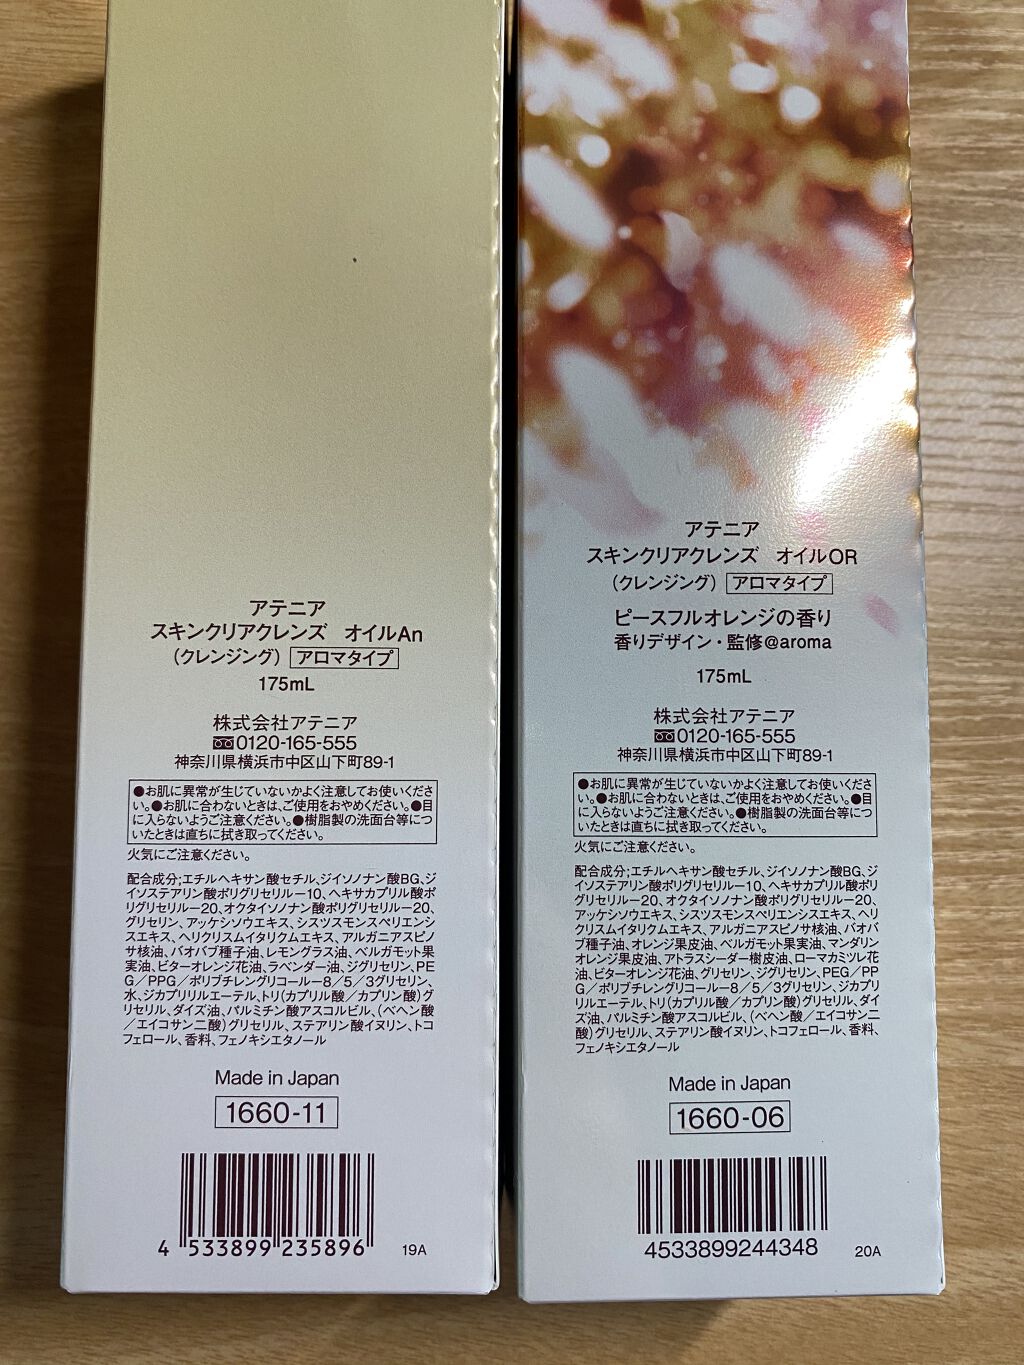 アテニア
スキンクリアクレンズ　オイルAn
(クレンジング) アロマタイプ
175mL
株式会社アテニア
0120-165-555
神奈川県横浜市中区山下町89-1
●お肌に異常が生じていないかよく注意してお使いくださ
い。●お肌に合わないときは、ご使用をおやめください。●目
に入らないようご注意ください。●樹脂製の洗面台等につ
いたときは直ちに拭き取ってください。
火気にご注意ください。
配合成分;エチルヘキサン酸セチル、ジイソノナン酸BG、ジ
イソステアリン酸ポリグリセリル－10、ヘキサカプリル酸ポ
リグリセリル－20、オクタイソノナン酸ポリグリセリル－20、
グリセリン、アッケシソウエキス、シスツスモンスペリエンシ
スエキス、ヘリクリスムイタリクムエキス、アルガニアスピノ
サ核油、バオバブ種子油、レモングラス油、ベルガモット果
実油、ビターオレンジ花油、ラベンダー油、ジグリセリン、PE
G／PPG／ポリブチレングリコール－8／5／3グリセリン、
水、ジカプリリルエーテル、トリ(カプリル酸／カプリン酸)グ
リセリル、ダイズ油、パルミチン酸アスコルビル、(ベヘン酸
／エイコサン二酸)グリセリル、ステアリン酸イヌリン、トコ
フェロール、香料、フェノキシエタノール
Made in Japan
1660-11
4 533899 235896
19A
アテニア
スキンクリアクレンズ　オイルOR
(クレンジング) アロマタイプ
ピースフルオレンジの香り
香りデザイン・監修@aroma
175mL
株式会社アテニア
0120-165-555
神奈川県横浜市中区山下町89-1
●お肌に異常が生じていないかよく注意してお使いくださ
い。●お肌に合わないときは、ご使用をおやめください。●目
に入らないようご注意ください。●樹脂製の洗面台等につ
いたときは直ちに拭き取ってください。
火気にご注意ください。
配合成分;エチルヘキサン酸セチル、ジイソノナン酸BG、ジ
イソステアリン酸ポリグリセリル－10、ヘキサカプリル酸ポリ
グリセリル－20、オクタイソノナン酸ポリグリセリル－20、
アッケシソウエキス、シスツスモンスペリエンシスエキス、ヘリ
クリスムイタリクムエキス、アルガニアスピノサ核油、バオバ
ブ種子油、オレンジ果皮油、ベルガモット果実油、マンダリン
オレンジ果皮油、アトラスシーダー樹皮油、ローマカミツレ花
油、ビターオレンジ花油、グリセリン、ジグリセリン、PEG／PP
G／ポリブチレングリコール－8／5／3グリセリン、ジカプリ
リルエーテル、トリ(カプリル酸／カプリン酸)グリセリル、ダイ
ズ油、パルミチン酸アスコルビル、(ベヘン酸／エイコサン二
酸)グリセリル、ステアリン酸イヌリン、トコフェロール、香料、
フェノキシエタノール
Made in Japan
1660-06
4533899244348
20A